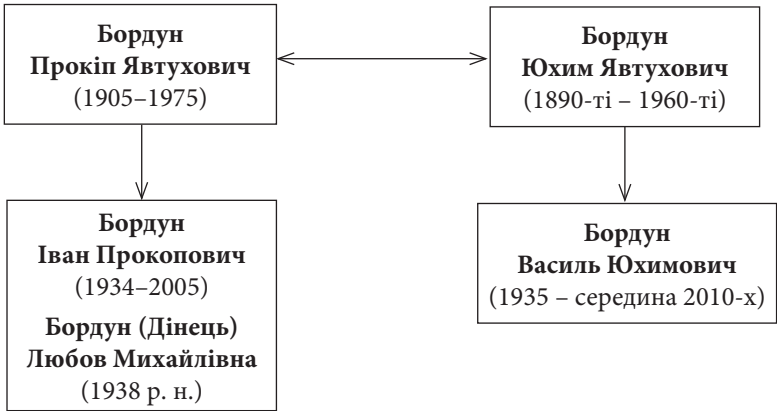 Бордун
Прокіп Явтухович
(1905–1975)
Бордун
Юхим Явтухович
(1890-ті – 1960-ті)
Бордун
Іван Прокопович
(1934–2005)
Бордун (Дінець)
Любов Михайлівна
(1938 р. н.)
Бордун
Василь Юхимович
(1935 – середина 2010-х)